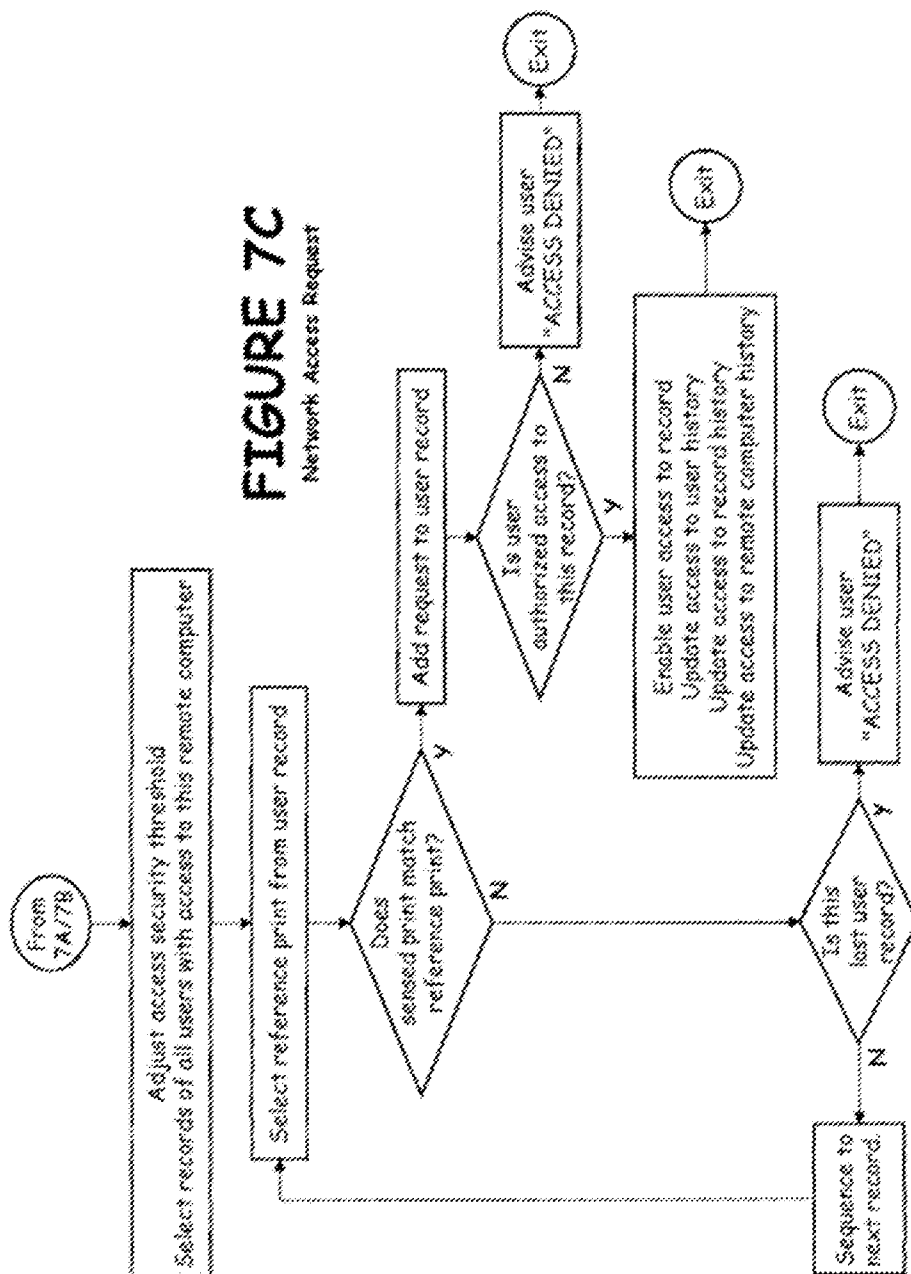 FIGURE 7C
Network Access Request
From
7A/7B
Adjust access security threshold
Select records of all users with access to this remote computer
Select reference print from user record
Does
sensed print match
reference print?
Y
N
Add request to user record
Is user
authorized access to
this record?
N
Y
Advise user
"ACCESS DENIED"
Exit
Enable user access to record
Update access to user history
Update access to record history
Update access to remote computer history
Exit
Is this
last user
record?
Y
N
Advise user
"ACCESS DENIED"
Exit
Sequence to
next record.